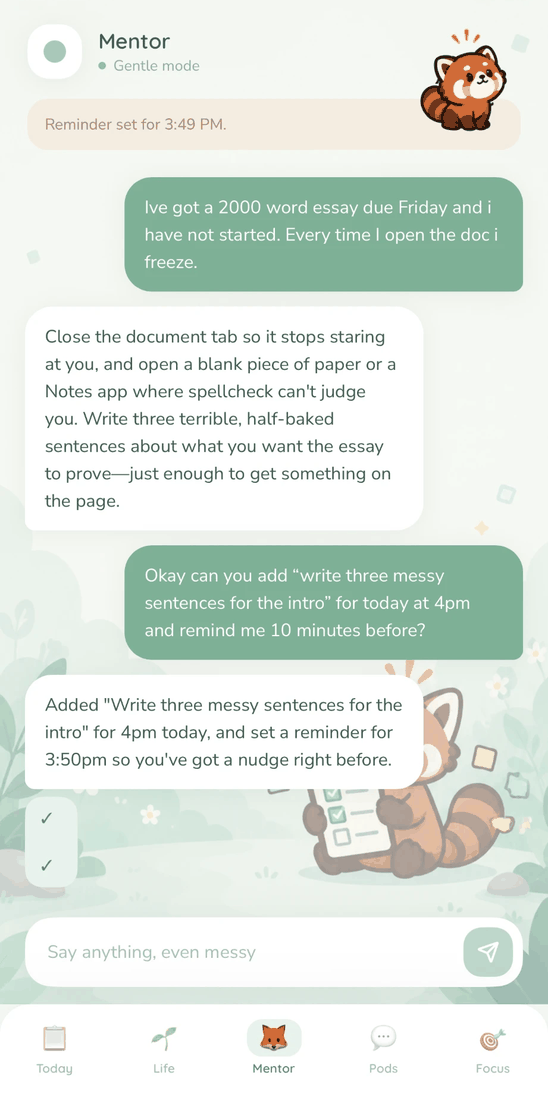 Mentor
Gentle mode
Reminder set for 3:49 PM.
Ive got a 2000 word essay due Friday and i
have not started. Every time I open the doc i
freeze.
Close the document tab so it stops staring
at you, and open a blank piece of paper or a
Notes app where spellcheck can't judge
you. Write three terrible, half-baked
sentences about what you want the essay
to prove—just enough to get something on
the page.
Okay can you add “write three messy
sentences for the intro” for today at 4pm
and remind me 10 minutes before?
Added "Write three messy sentences for the
intro" for 4pm today, and set a reminder for
3:50pm so you've got a nudge right before.
✓
✓
Say anything, even messy
Today Life Mentor Pods Focus